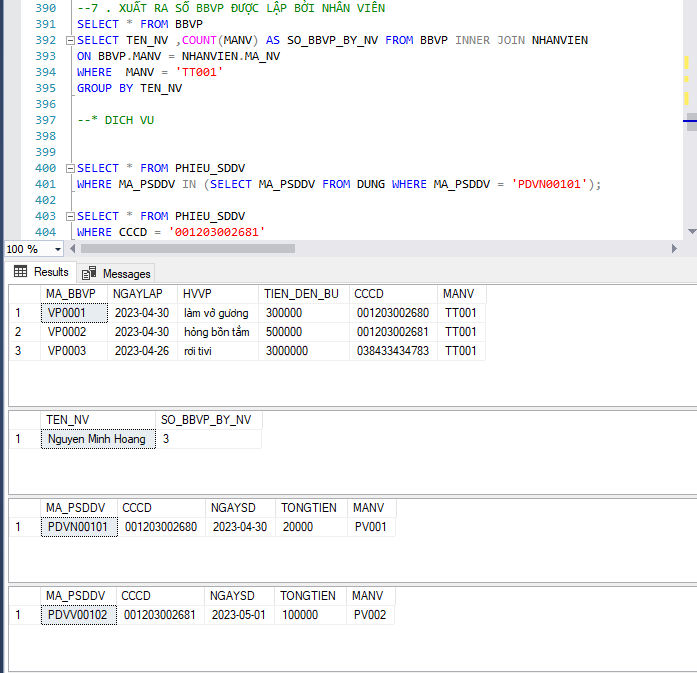 390 --7 . XUẤT RA SỐ BBVP ĐƯỢC LẬP BỞI NHÂN VIÊN
391 SELECT * FROM BBVP
392 SELECT TEN_NV ,COUNT(MANV) AS SO_BBVP_BY_NV FROM BBVP INNER JOIN NHANVIEN
393 ON BBVP.MANV = NHANVIEN.MA_NV
394 WHERE  MANV = 'TT001'
395 GROUP BY TEN_NV
396
397 --* DICH VU
398
399
400 SELECT * FROM PHIEU_SDDV
401 WHERE MA_PSDDV IN (SELECT MA_PSDDV FROM DUNG WHERE MA_PSDDV = 'PDVN00101');
402
403 SELECT * FROM PHIEU_SDDV
404 WHERE CCCD = '001203002681'
100 %
Results Messages
MA_BBVP NGAYLAP HVVP TIEN_DEN_BU CCCD MANV
1 VP0001 2023-04-30 làm vỡ gương 300000 001203002680 TT001
2 VP0002 2023-04-30 hỏng bồn tắm 500000 001203002681 TT001
3 VP0003 2023-04-26 rơi tivi 3000000 038433434783 TT001
TEN_NV SO_BBVP_BY_NV
1 Nguyen Minh Hoang 3
MA_PSDDV CCCD NGAYSD TONGTIEN MANV
1 PDVN00101 001203002680 2023-04-30 20000 PV001
MA_PSDDV CCCD NGAYSD TONGTIEN MANV
1 PDVV00102 001203002681 2023-05-01 100000 PV002